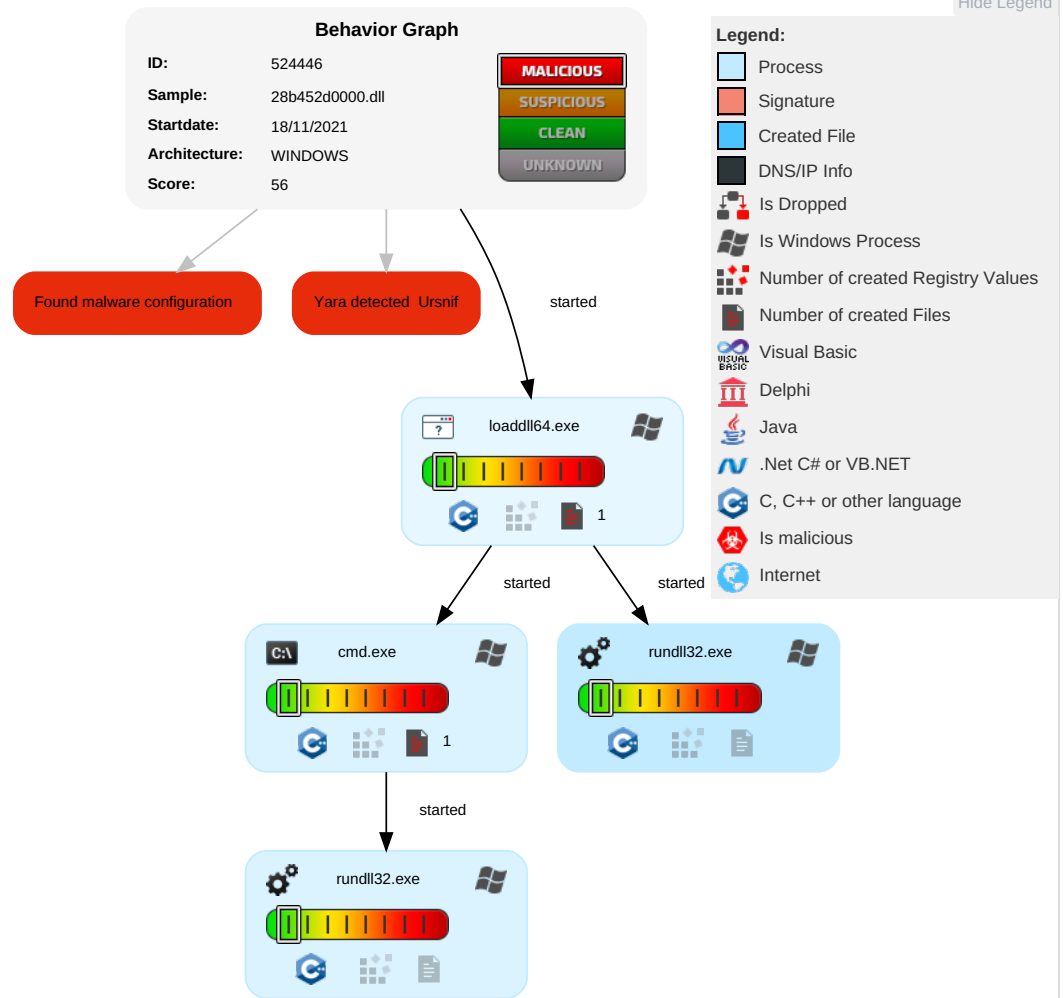 Hide Legend
Behavior Graph
ID: 524446
Sample: 28b452d0000.dll
Startdate: 18/11/2021
Architecture: WINDOWS
Score: 56
MALICIOUS
SUSPICIOUS
CLEAN
UNKNOWN
Legend:
Process
Signature
Created File
DNS/IP Info
Is Dropped
Is Windows Process
Number of created Registry Values
Number of created Files
VISUAL
BASIC
Visual Basic
Delphi
Java
.Net C# or VB.NET
C, C++ or other language
Is malicious
Internet
Found malware configuration
Yara detected Ursnif
started
?
loaddll64.exe
C++
1
started
started
C:\
cmd.exe
C++
1
rundll32.exe
C++
started
rundll32.exe
C++